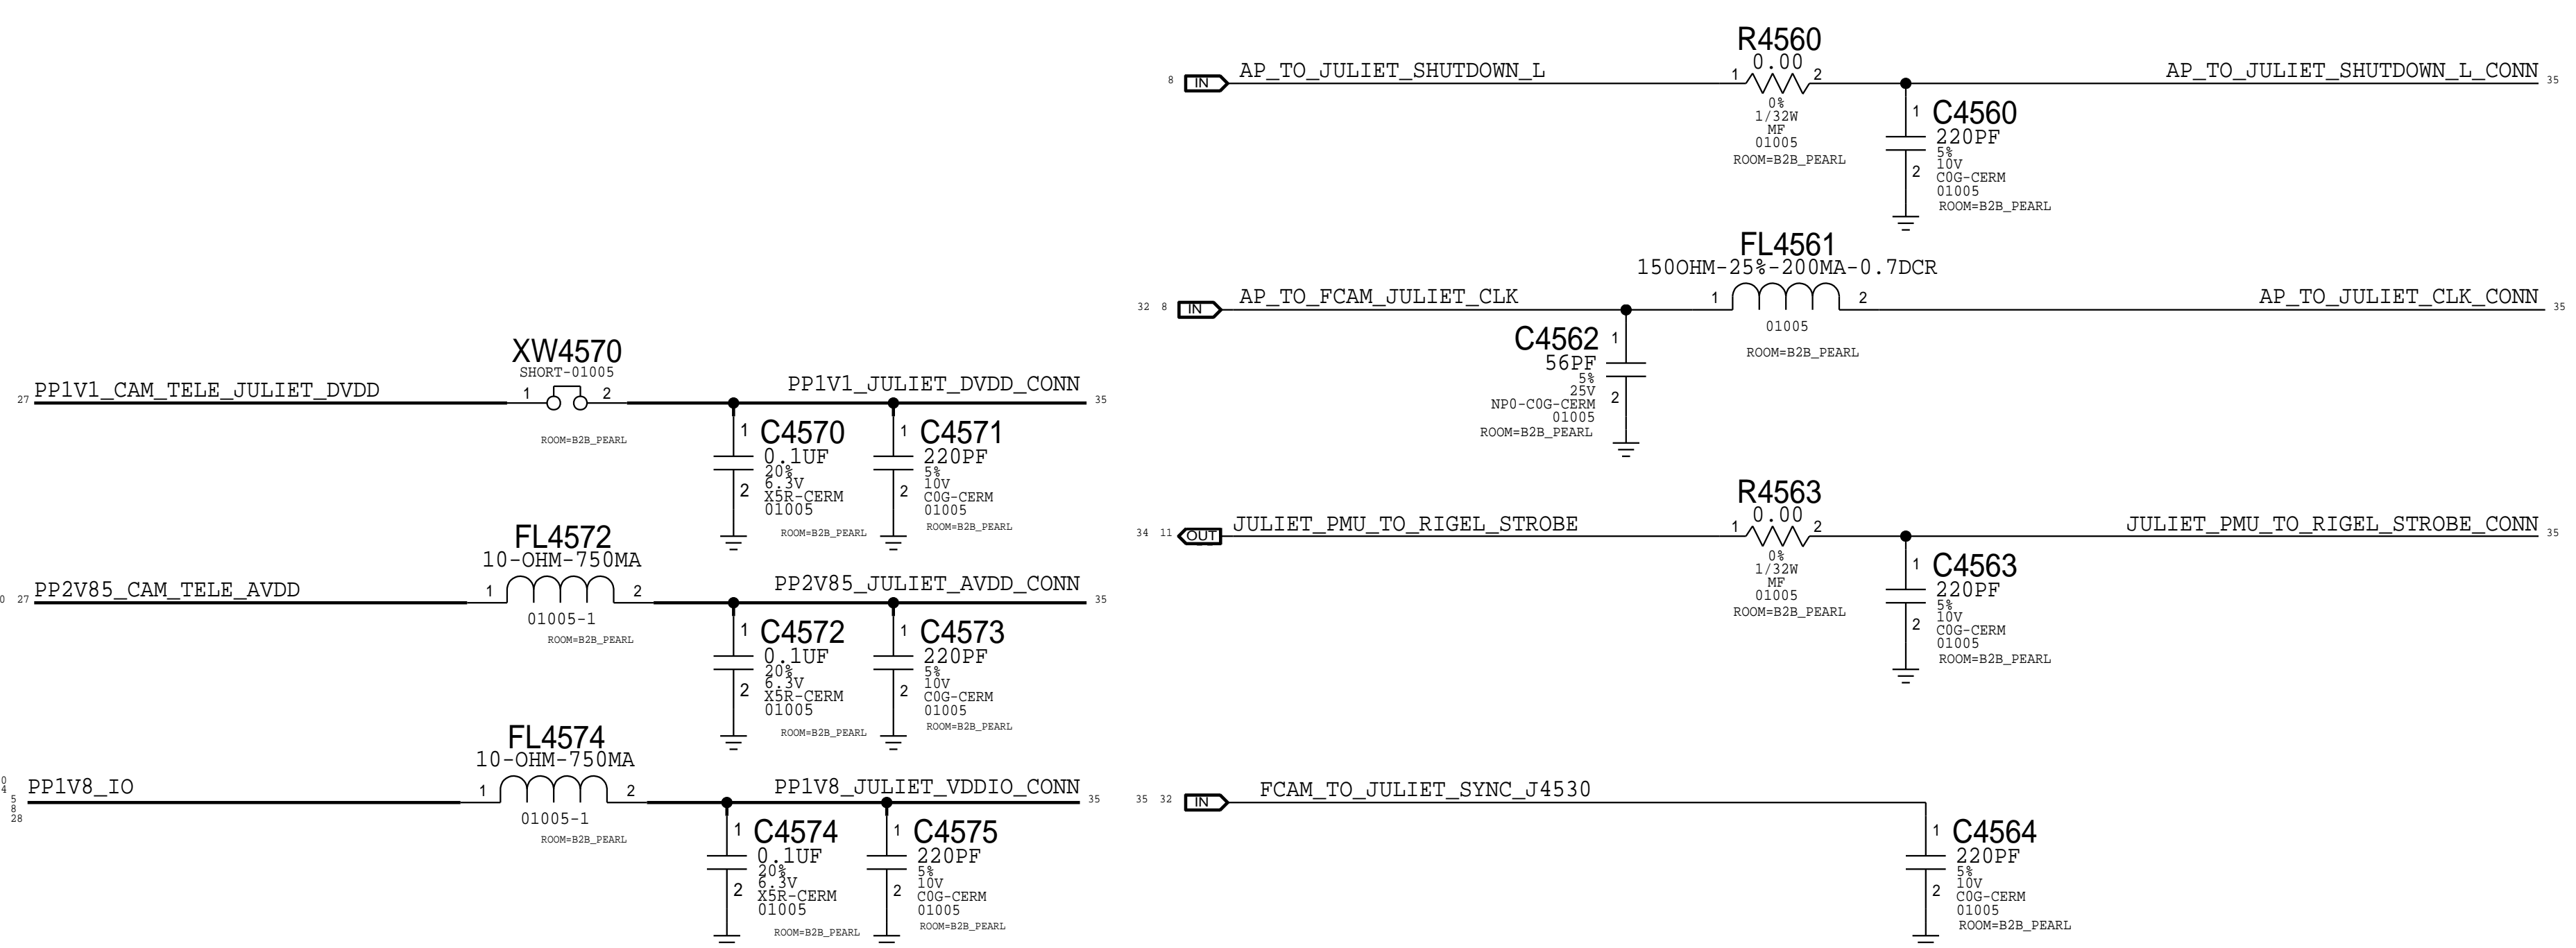 PP1V1_CAM_TELE_JULIET_DVDD
27
XW4570
SHORT-01005
1
2
ROOM=B2B_PEARL
PP1V1_JULIET_DVDD_CONN
35
1
C4570
0.1UF
20%
6.3V
2
X5R-CERM
01005
ROOM=B2B_PEARL
1
C4571
220PF
5%
10V
2
C0G-CERM
01005
ROOM=B2B_PEARL
0 27
PP2V85_CAM_TELE_AVDD
FL4572
10-OHM-750MA
1
2
01005-1
ROOM=B2B_PEARL
PP2V85_JULIET_AVDD_CONN
35
1
C4572
0.1UF
20%
6.3V
2
X5R-CERM
01005
ROOM=B2B_PEARL
1
C4573
220PF
5%
10V
2
C0G-CERM
01005
ROOM=B2B_PEARL
0
4
5
8
28
PP1V8_IO
FL4574
10-OHM-750MA
1
2
01005-1
ROOM=B2B_PEARL
PP1V8_JULIET_VDDIO_CONN
35
1
C4574
0.1UF
20%
6.3V
2
X5R-CERM
01005
ROOM=B2B_PEARL
1
C4575
220PF
5%
10V
2
C0G-CERM
01005
ROOM=B2B_PEARL
8
IN
AP_TO_JULIET_SHUTDOWN_L
R4560
0.00
1
2
0%
1/32W
MF
01005
ROOM=B2B_PEARL
AP_TO_JULIET_SHUTDOWN_L_CONN
35
1
C4560
220PF
5%
10V
2
C0G-CERM
01005
ROOM=B2B_PEARL
32 8
IN
AP_TO_FCAM_JULIET_CLK
FL4561
150OHM-25%-200MA-0.7DCR
1
2
01005
ROOM=B2B_PEARL
AP_TO_JULIET_CLK_CONN
35
C4562
1
56PF
5%
25V
2
NP0-C0G-CERM
01005
ROOM=B2B_PEARL
34 11
OUT
JULIET_PMU_TO_RIGEL_STROBE
R4563
0.00
1
2
0%
1/32W
MF
01005
ROOM=B2B_PEARL
JULIET_PMU_TO_RIGEL_STROBE_CONN
35
1
C4563
220PF
5%
10V
2
C0G-CERM
01005
ROOM=B2B_PEARL
35 32
IN
FCAM_TO_JULIET_SYNC_J4530
1
C4564
220PF
5%
10V
2
C0G-CERM
01005
ROOM=B2B_PEARL